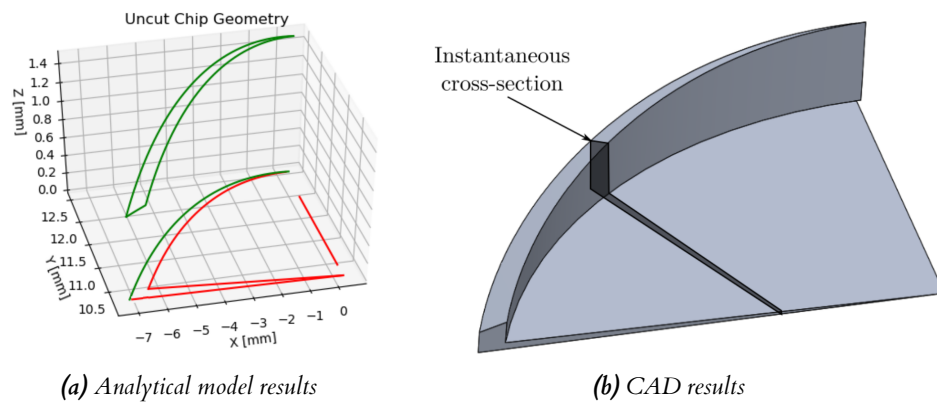 Uncut Chip Geometry
Z [mm]
1.4
1.2
1.0
0.8
0.6
0.4
0.2
0.0
12.5
12.0
11.5
11.0
10.5
Y [mm]
−7 −6 −5 −4 −3 −2 −1 0
X [mm]
(a) Analytical model results
Instantaneous
cross-section
(b) CAD results